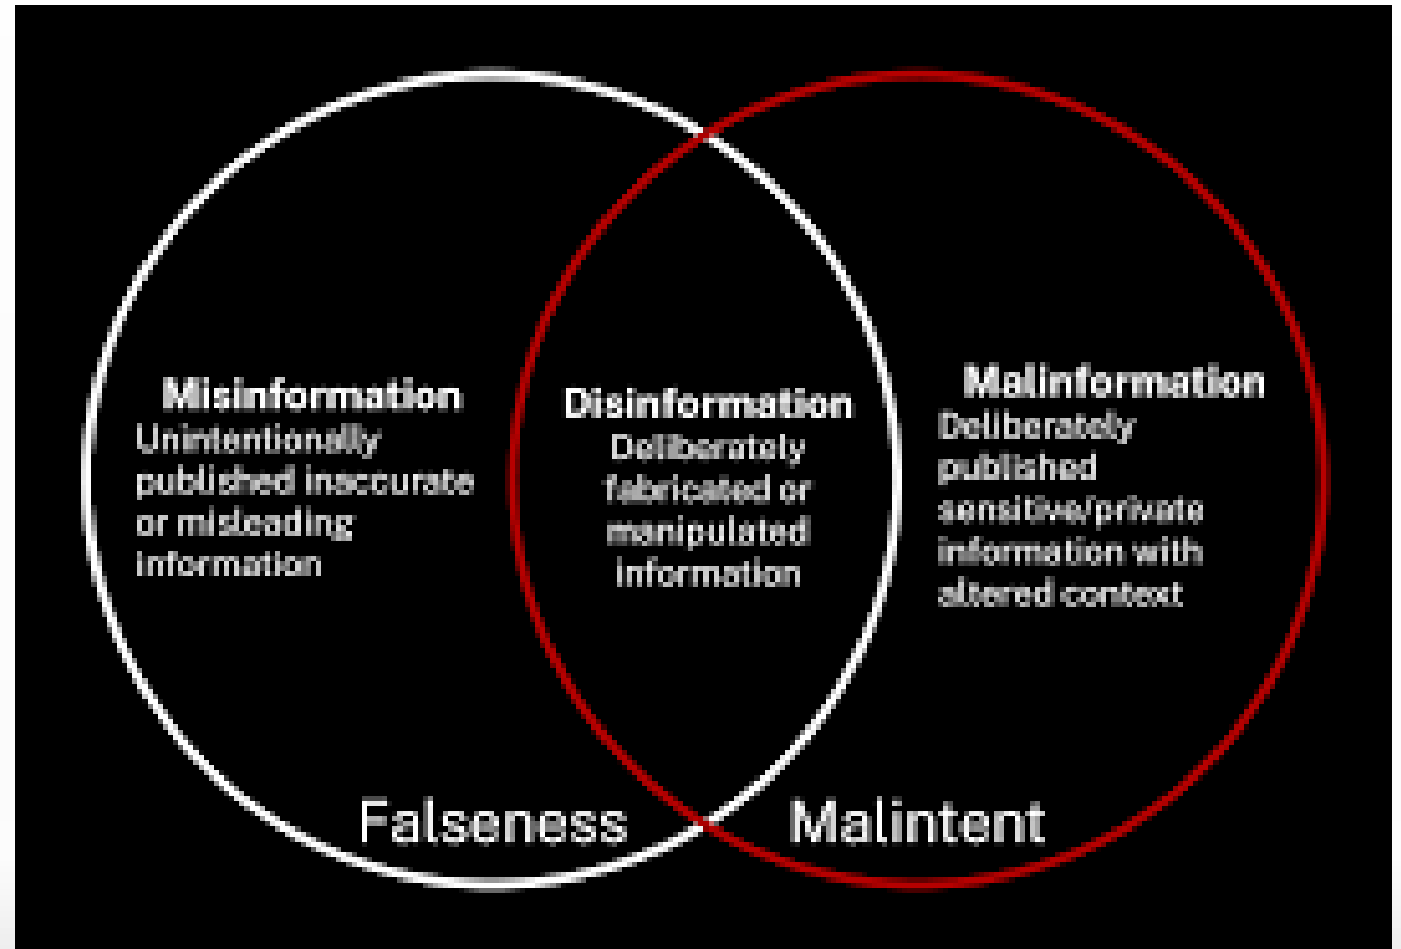 Misinformation
Unintentionally
published inaccurate
or misleading
information
Disinformation
Deliberately
fabricated or
manipulated
information
Malinformation
Deliberately
published
sensitive/private
information with
altered context
Falseness
Malintent